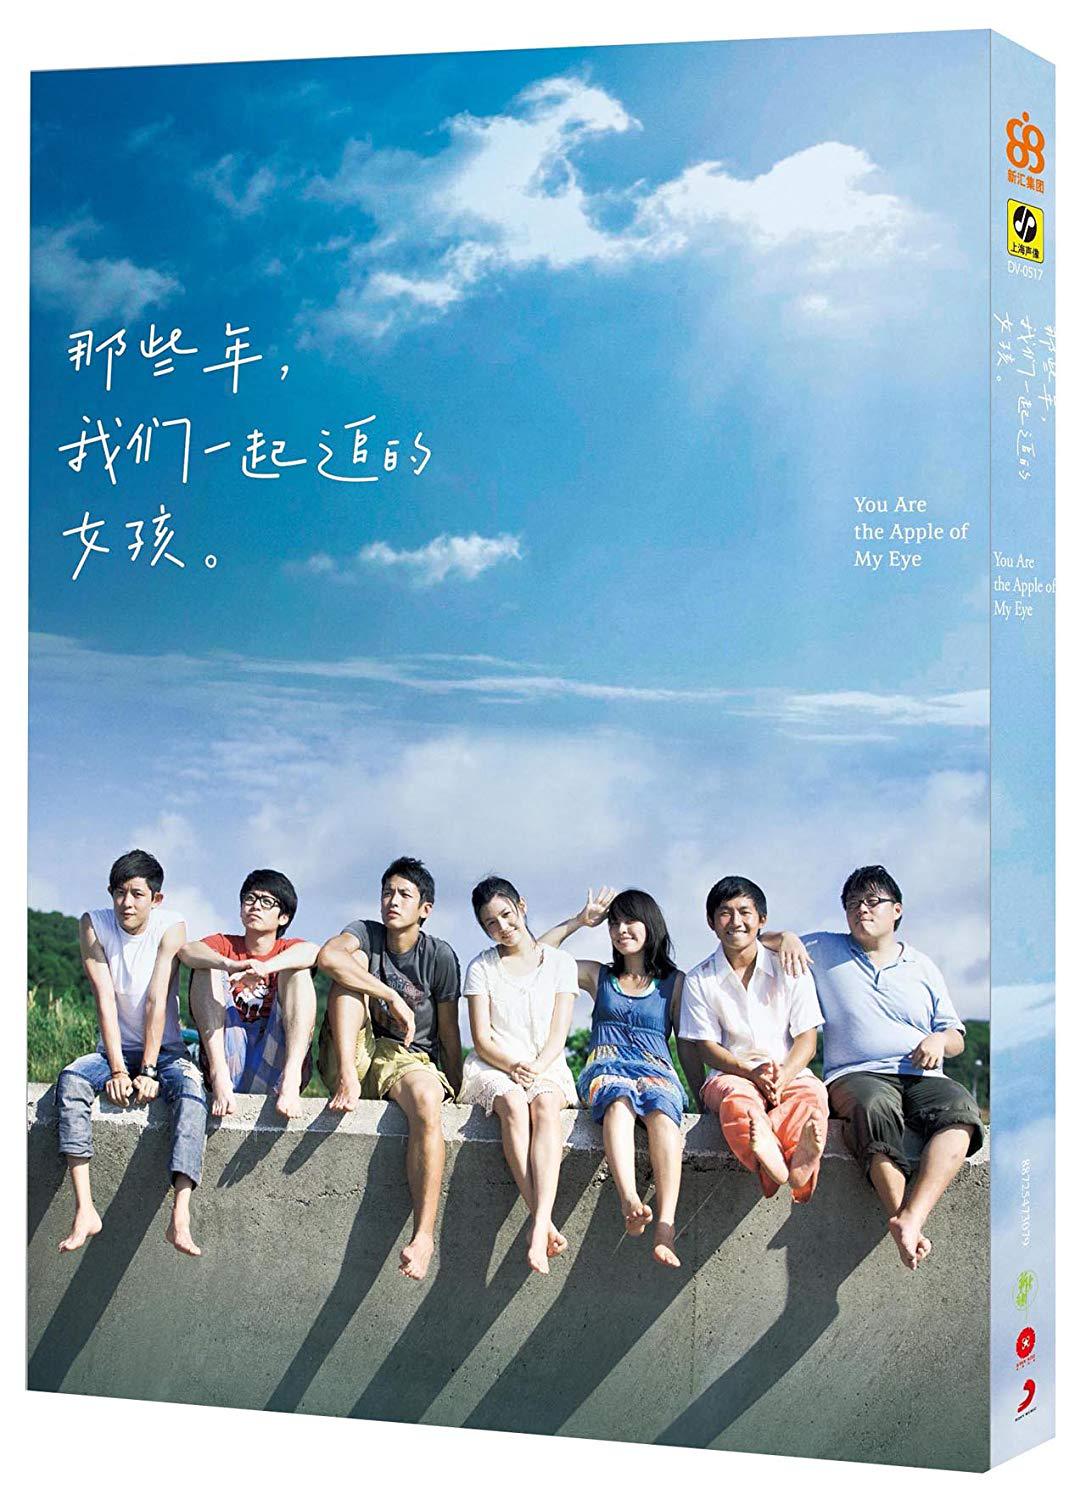 那些年，
我们一起追的
女孩。
You Are
the Apple of
My Eye
新汇集团
上海声像
DV-0517
那些年，
我们一起追的
女孩。
You Are
the Apple of
My Eye
88725473079